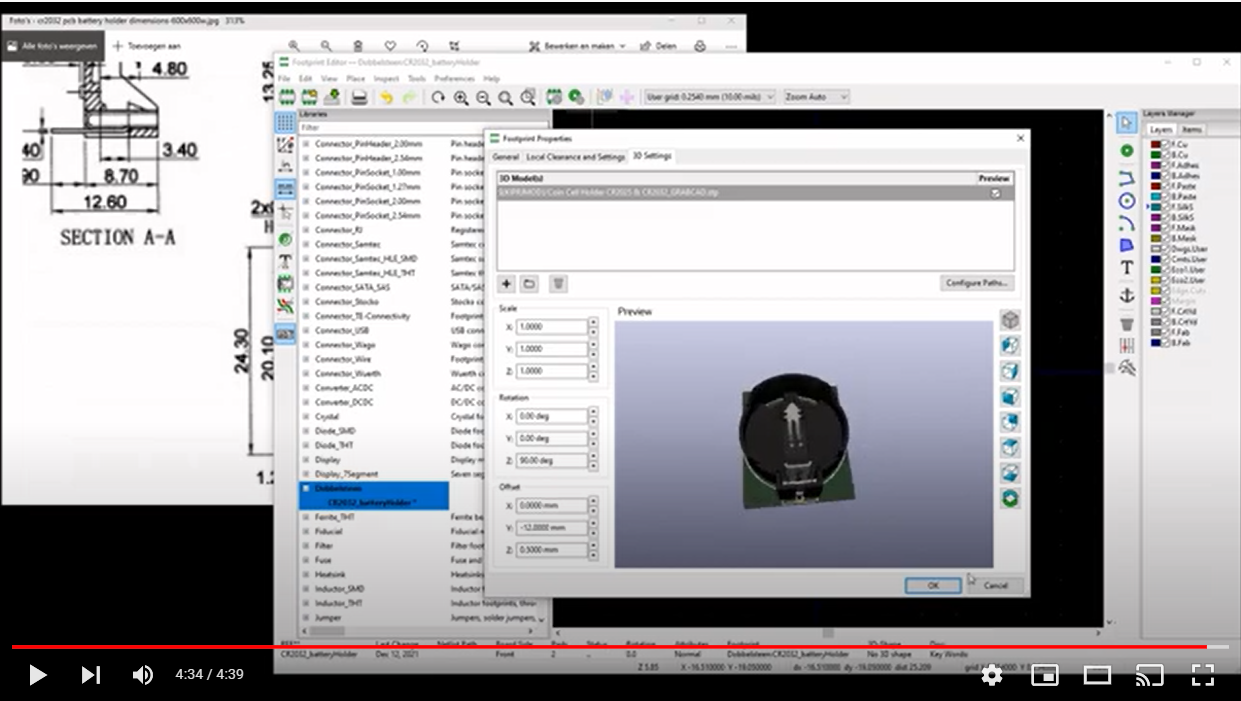 Foto's - cr2032 pcb battery holder dimensions-600x600w.jpg 313%
Alle foto's weergeven
Toevoegen aan
Bewerken en maken
Delen
4.80
13.25
40
3.40
90
8.70
12.60
SECTION A-A
24.30
20.10
Footprint Editor — Dobbelsteen:CR2032_batteryHolder
File Edit View Place Inspect Tools Preferences Help
User grid: 0.2540 mm (10.00 mils)
Zoom Auto
Libraries
Filter
Connector_PinHeader_2.00mm Pin heade
Connector_PinHeader_2.54mm Pin heade
Connector_PinSocket_1.00mm Pin socke
Connector_PinSocket_1.27mm Pin socke
Connector_PinSocket_2.00mm Pin socke
Connector_PinSocket_2.54mm Pin socke
Connector_RJ Registere
Connector_Samtec Samtec c
Connector_Samtec_HLE_SMD Samtec s
Connector_Samtec_HLE_THT Samtec th
Connector_SATA_SAS SATA/SAS
Connector_Stocko Stocko co
Connector_TE-Connectivity Footprint
Connector_USB USB conn
Connector_Wago Wago con
Connector_Wire Footprint
Connector_Wuerth Wuerth c
Converter_ACDC AC/DC co
Converter_DCDC DC/DC co
Crystal Crystal fo
Diode_SMD Diode foo
Diode_THT Diode foo
Display Display m
Display_7Segment Seven seg
Dobbelsteen
CR2032_batteryHolder *
Ferrite_THT Ferrite be
Fiducial Fiducial
Filter Filter foot
Fuse Fuse and
Heatsink Heatsinks
Inductor_SMD Inductor
Inductor_THT Inductor footprints, thro
Jumper Jumpers, solder jumpers,
Footprint Properties
General Local Clearance and Settings 3D Settings
3D Model(s) Preview
${KIPRJMOD}/Coin Cell Holder CR2025 & CR2032_GRABCAD.stp
Configure Paths...
Scale
X: 1.0000
Y: 1.0000
Z: 1.0000
Rotation
X: 0.00 deg
Y: 0.00 deg
Z: 90.00 deg
Offset
X: 0.0000 mm
Y: -12.0000 mm
Z: 0.5000 mm
Preview
OK
Cancel
Layers Manager
Layers Items
F.Cu
B.Cu
F.Adhes
B.Adhes
F.Paste
B.Paste
F.SilkS
B.SilkS
F.Mask
B.Mask
Dwgs.User
Cmts.User
Eco1.User
Eco2.User
Edge.Cuts
Margin
F.CrtYd
B.CrtYd
F.Fab
B.Fab
Last Change Netlist Path Board Side Pads Status Rotation Attributes Footprint 3D-Shape Doc:
CR2032_batteryHolder Dec 12, 2021 Front 2 .. 0.0 Normal Dobbelsteen:CR2032_batteryHolder No 3D shape Key Words:
Z 5.85 X -16.510000 Y -19.050000 dx -16.510000 dy -19.050000 dist 25.209
4:34 / 4:39